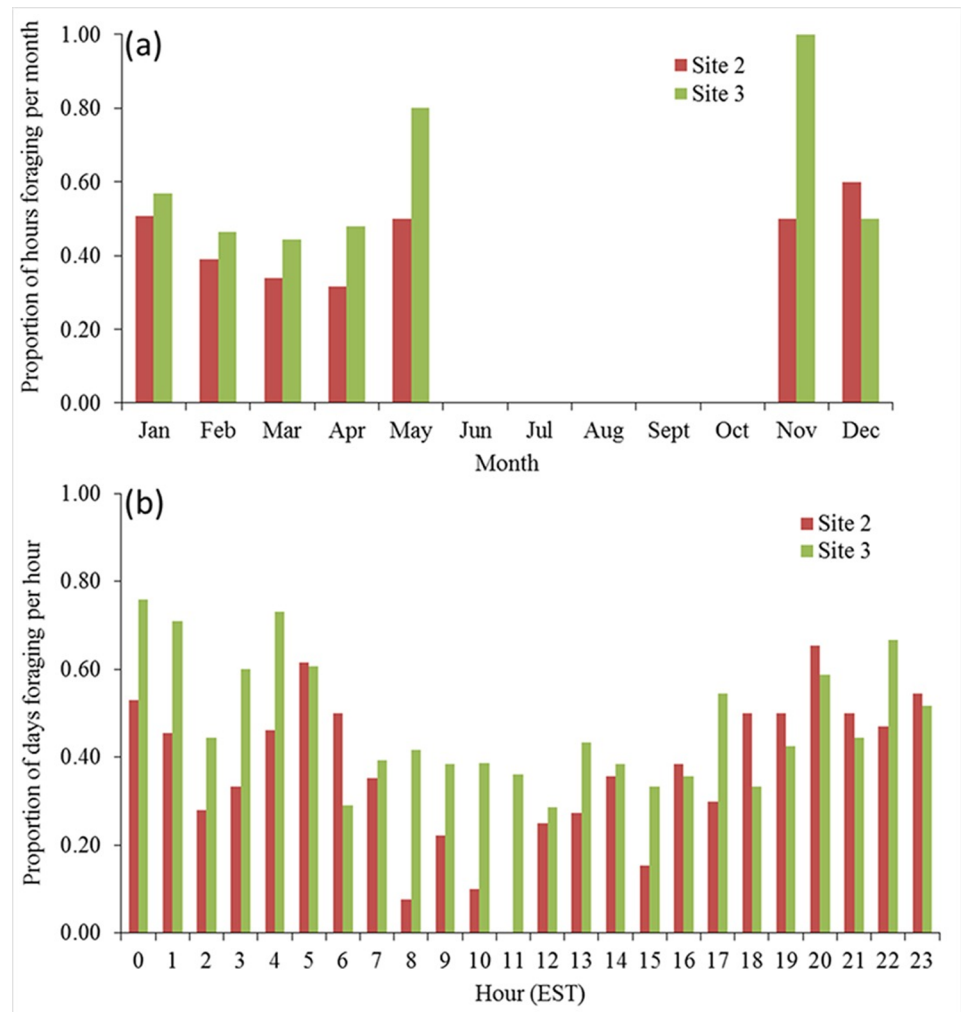 (a)
Proportion of hours foraging per month
1.00
0.80
0.60
0.40
0.20
0.00
Site 2
Site 3
Jan Feb Mar Apr May Jun Jul Aug Sept Oct Nov Dec
Month
(b)
Proportion of days foraging per hour
1.00
0.80
0.60
0.40
0.20
0.00
Site 2
Site 3
0 1 2 3 4 5 6 7 8 9 10 11 12 13 14 15 16 17 18 19 20 21 22 23
Hour (EST)